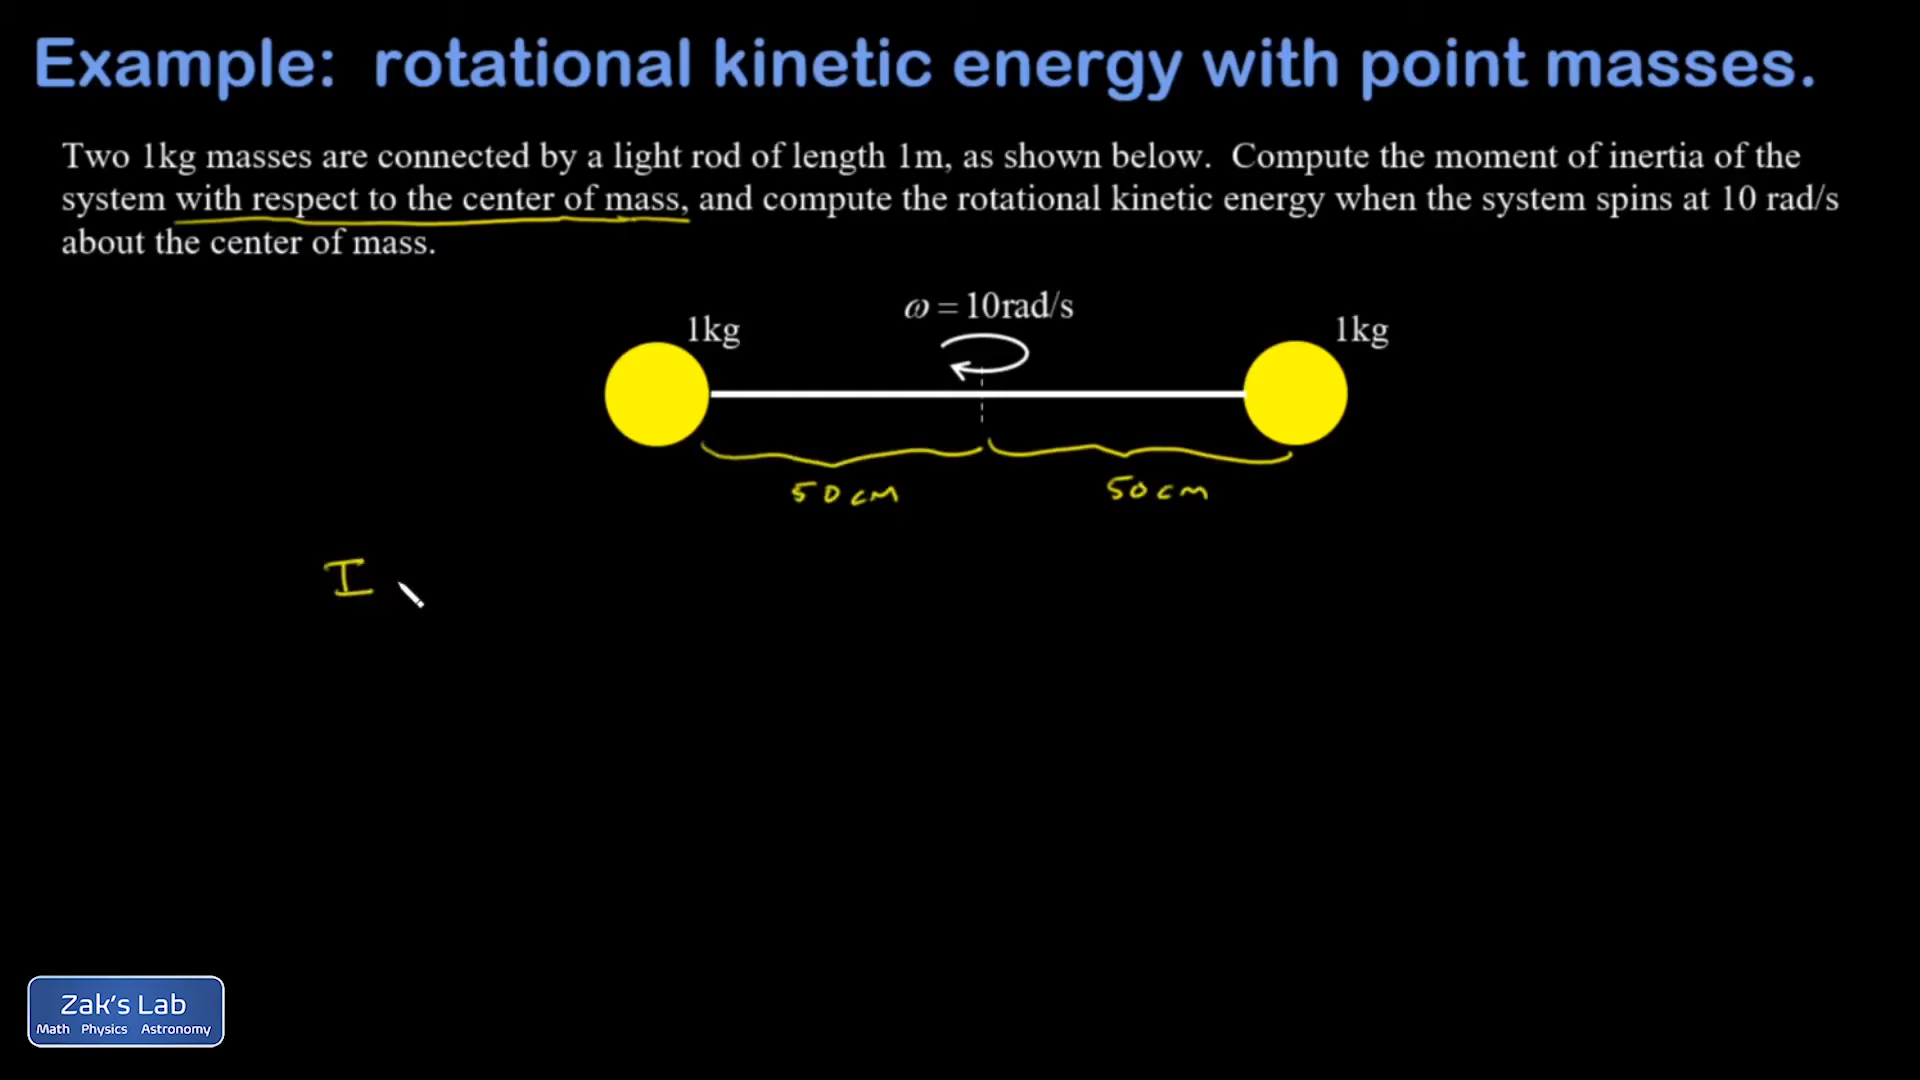 Example: rotational kinetic energy with point masses.
Two 1kg masses are connected by a light rod of length 1m, as shown below. Compute the moment of inertia of the
system with respect to the center of mass, and compute the rotational kinetic energy when the system spins at 10 rad/s
about the center of mass.
ω = 10rad/s
1kg
1kg
50cm
50cm
I
Zak's Lab
Math Physics Astronomy